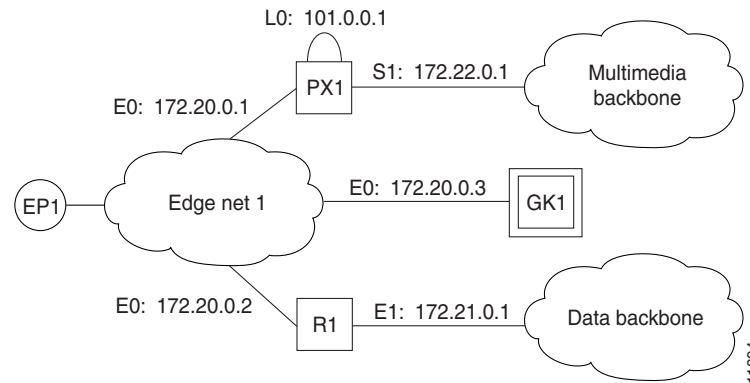 L0: 101.0.0.1
PX1
S1: 172.22.0.1
Multimedia
backbone
E0: 172.20.0.1
EP1
Edge net 1
E0: 172.20.0.3
GK1
E0: 172.20.0.2
R1
E1: 172.21.0.1
Data backbone